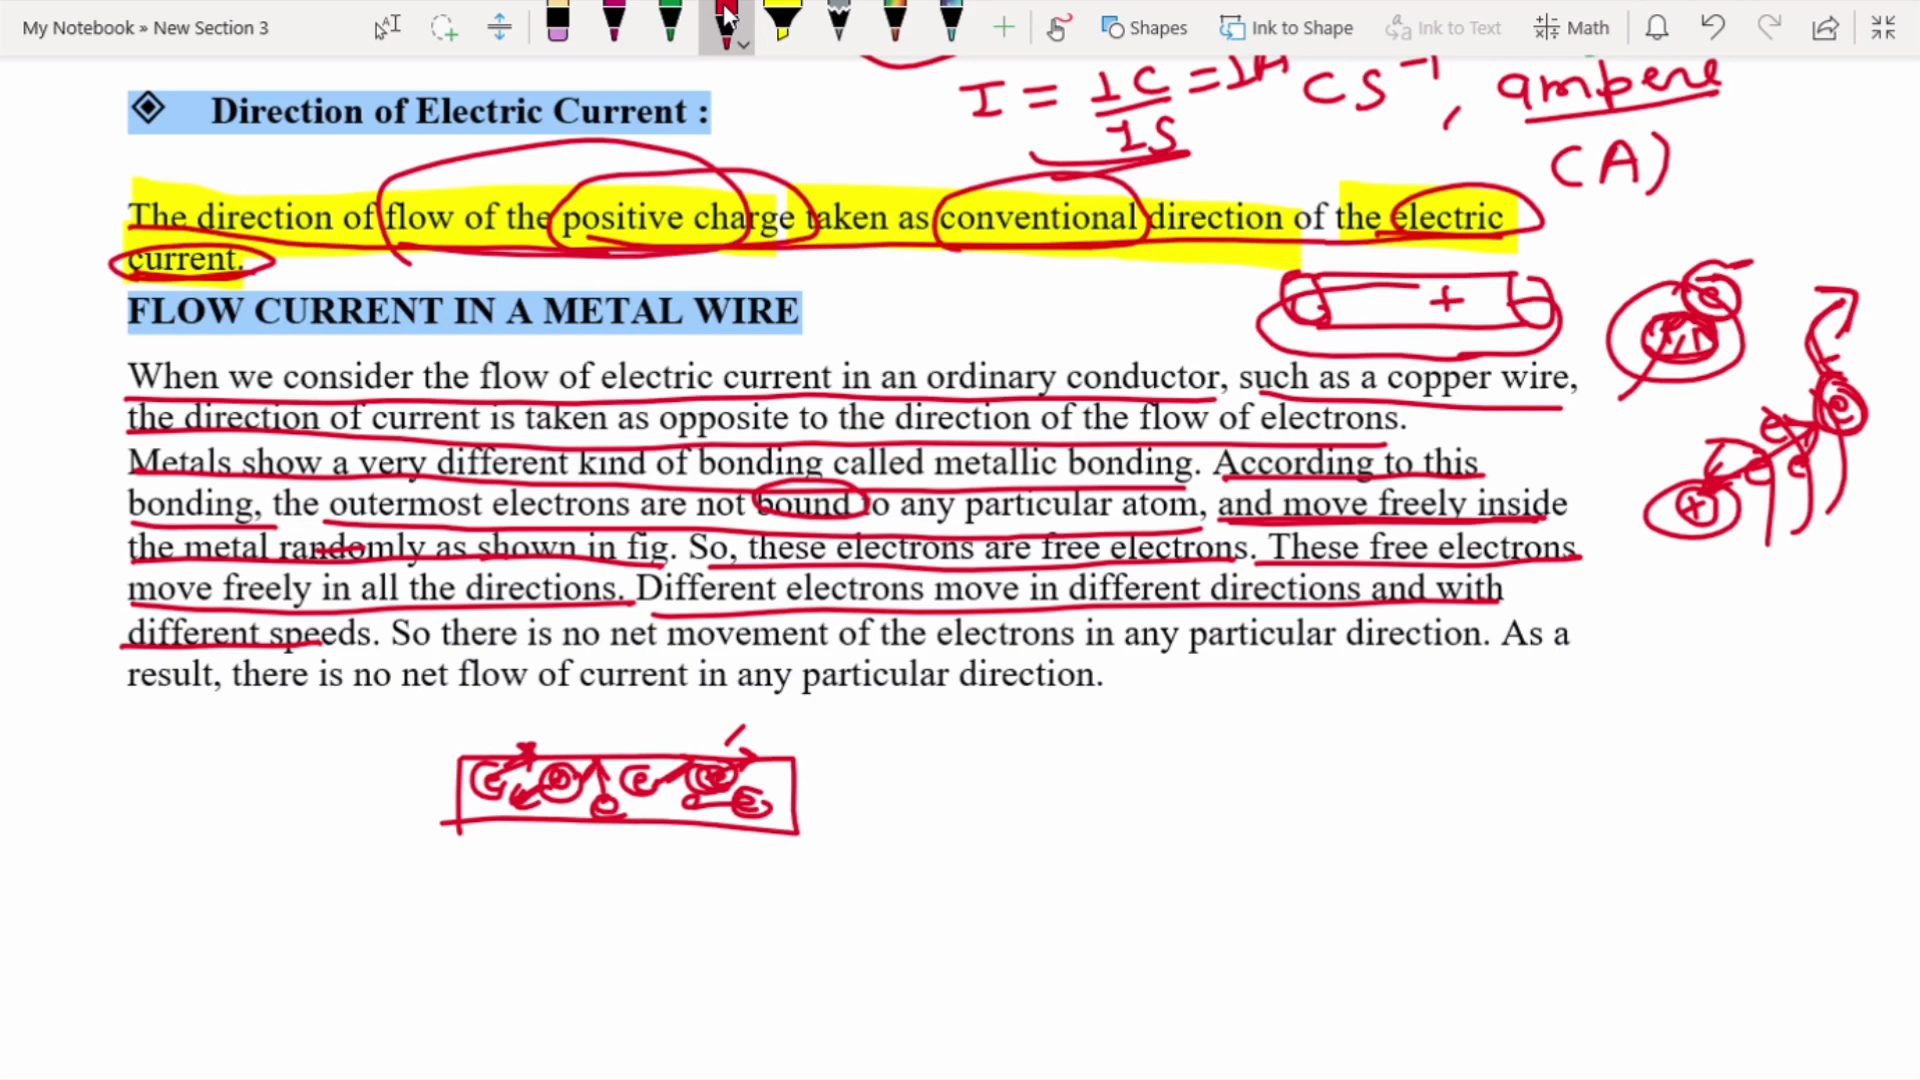 My Notebook » New Section 3
Shapes
Ink to Shape
Ink to Text
Math
I = 1C/1S = 1A CS⁻¹, ampere
(A)
Direction of Electric Current :
The direction of flow of the positive charge taken as conventional direction of the electric
current.
FLOW CURRENT IN A METAL WIRE
When we consider the flow of electric current in an ordinary conductor, such as a copper wire,
the direction of current is taken as opposite to the direction of the flow of electrons.
Metals show a very different kind of bonding called metallic bonding. According to this
bonding, the outermost electrons are not bound to any particular atom, and move freely inside
the metal randomly as shown in fig. So, these electrons are free electrons. These free electrons
move freely in all the directions. Different electrons move in different directions and with
different speeds. So there is no net movement of the electrons in any particular direction. As a
result, there is no net flow of current in any particular direction.